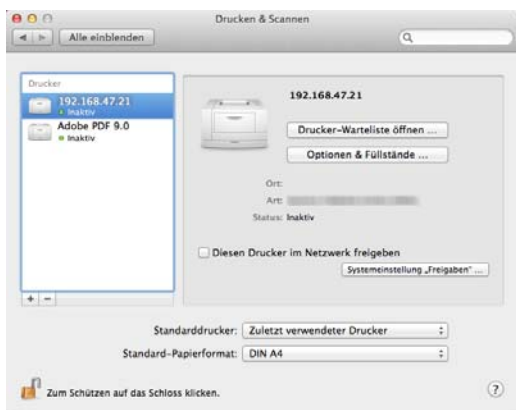 Drucken & Scannen
Alle einblenden
Drucker
192.168.47.21
Inaktiv
Adobe PDF 9.0
Inaktiv
192.168.47.21
Drucker-Warteliste öffnen ...
Optionen & Füllstände ...
Ort:
Art:
Status: Inaktiv
Diesen Drucker im Netzwerk freigeben
Systemeinstellung „Freigaben“ ...
+ −
Standarddrucker: Zuletzt verwendeter Drucker
Standard-Papierformat: DIN A4
Zum Schützen auf das Schloss klicken.
?